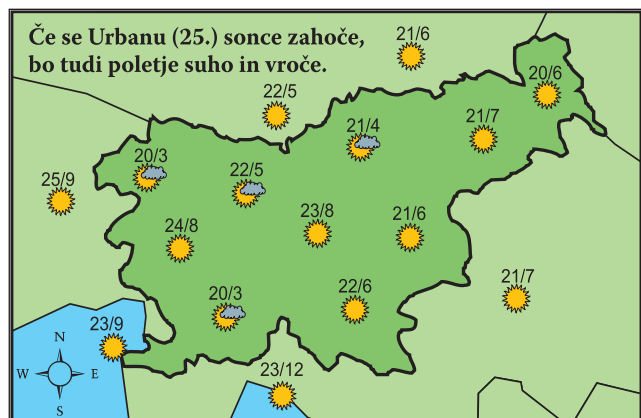 Če se Urbanu (25.) sonce zahoče,
bo tudi poletje suho in vroče.
21/6
20/6
22/5
21/4
21/7
20/3
22/5
25/9
24/8
23/8
21/6
20/3
22/6
21/7
23/9
23/12
N
W
E
S